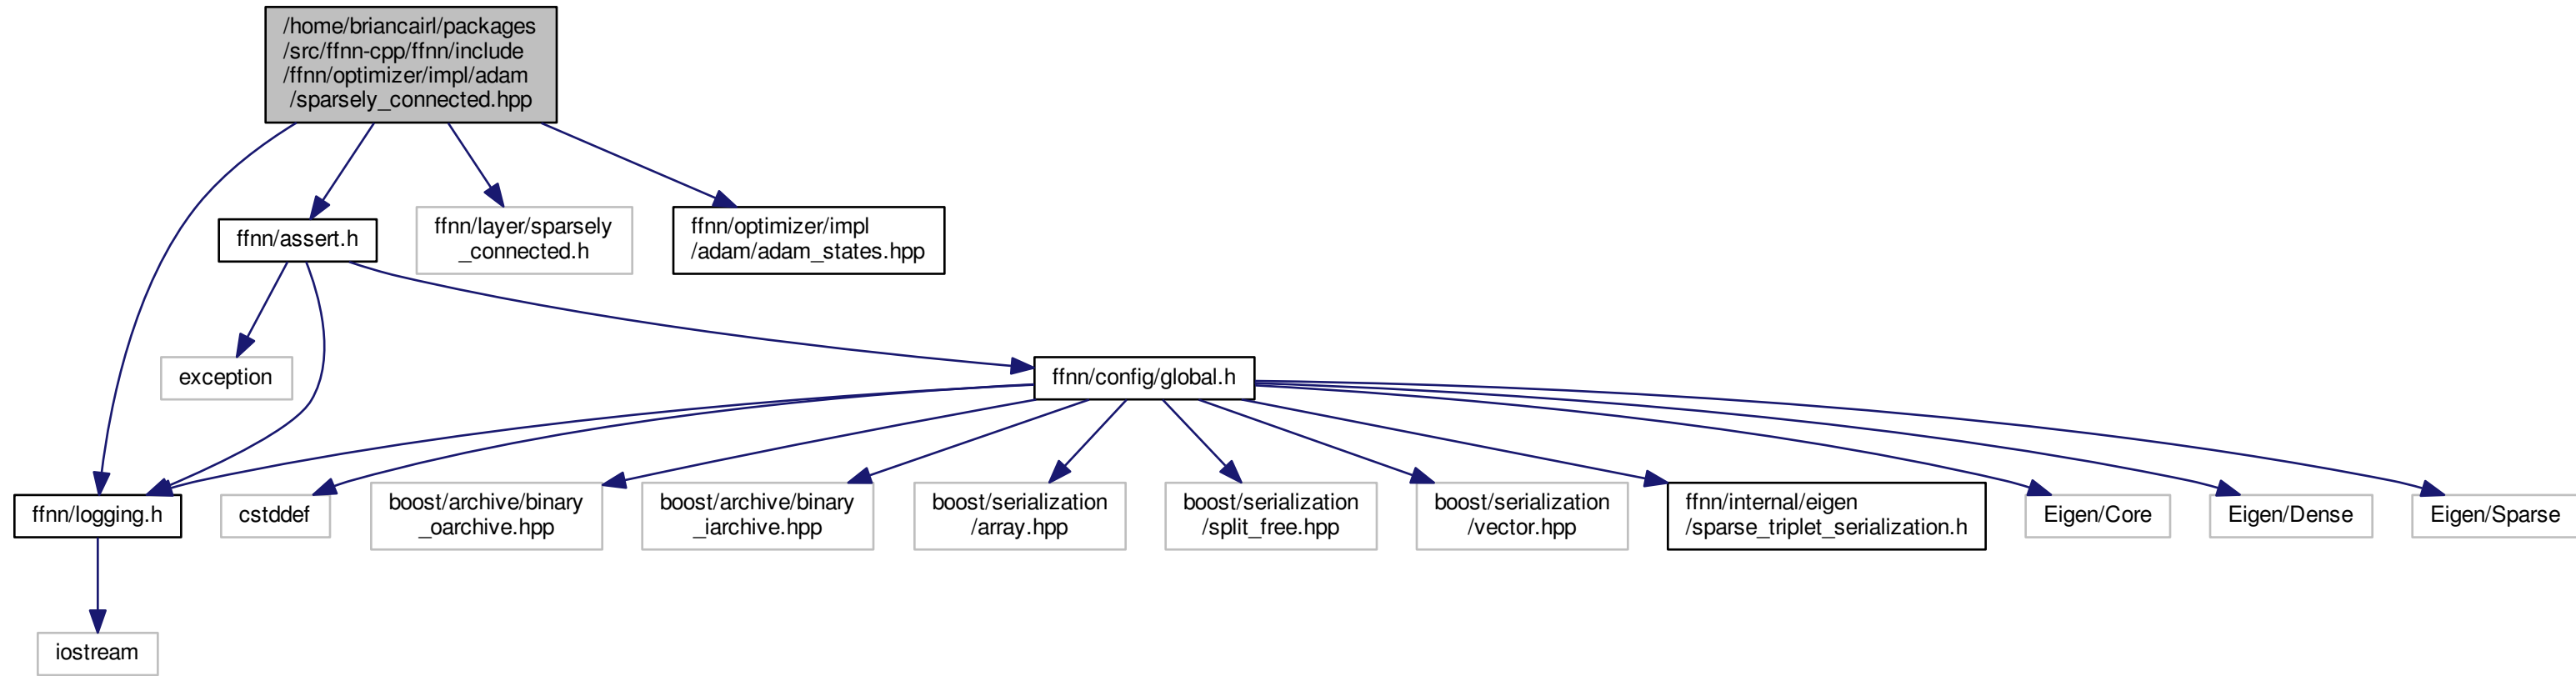 /home/briancairl/packages
/src/ffnn-cpp/ffnn/include
/ffnn/optimizer/impl/adam
/sparsely_connected.hpp
ffnn/assert.h
ffnn/layer/sparsely
_connected.h
ffnn/optimizer/impl
/adam/adam_states.hpp
exception
ffnn/config/global.h
ffnn/logging.h
cstddef
boost/archive/binary
_oarchive.hpp
boost/archive/binary
_iarchive.hpp
boost/serialization
/array.hpp
boost/serialization
/split_free.hpp
boost/serialization
/vector.hpp
ffnn/internal/eigen
/sparse_triplet_serialization.h
Eigen/Core
Eigen/Dense
Eigen/Sparse
iostream